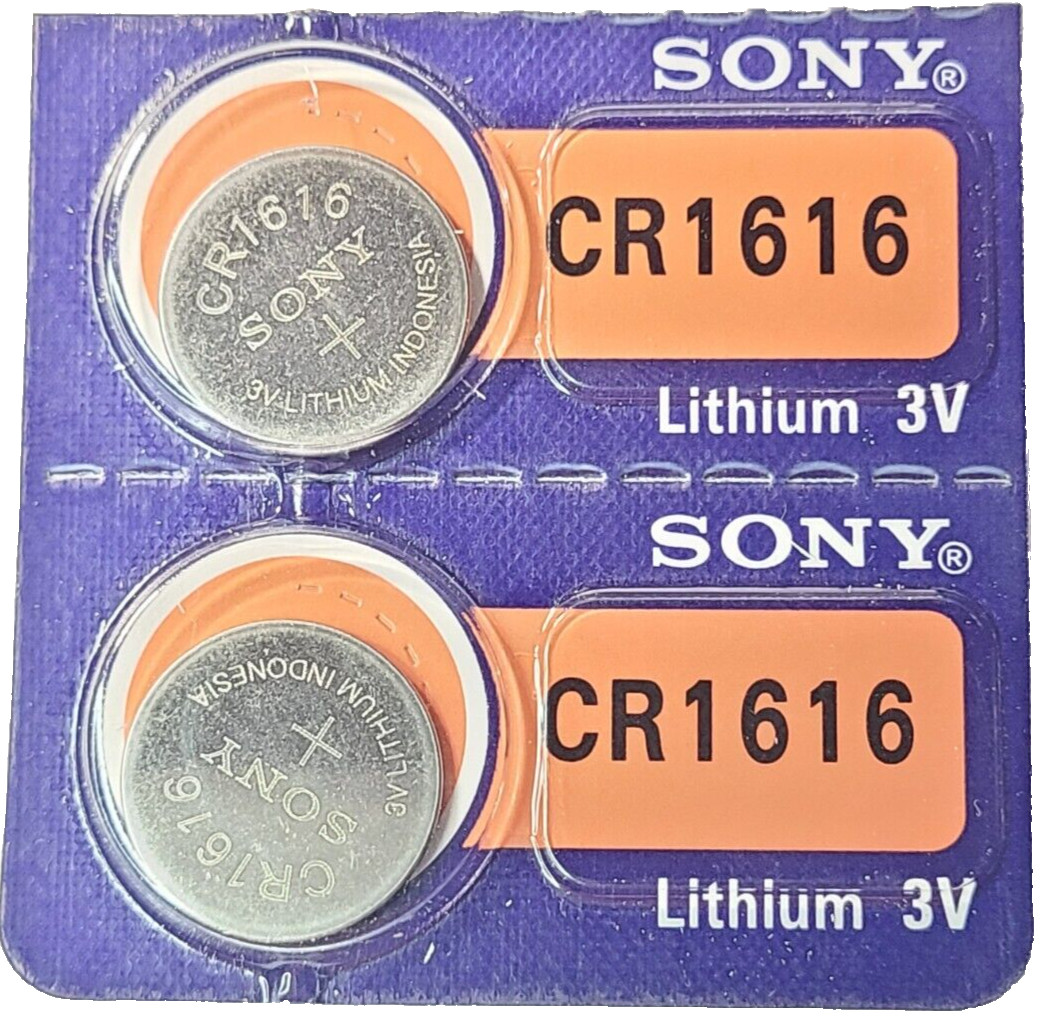 SONY®
CR1616
CR1616
SONY
+
3V-LITHIUM INDONESIA
Lithium 3V
SONY®
CR1616
3V-LITHIUM INDONESIA
+
SONY
CR1616
Lithium 3V